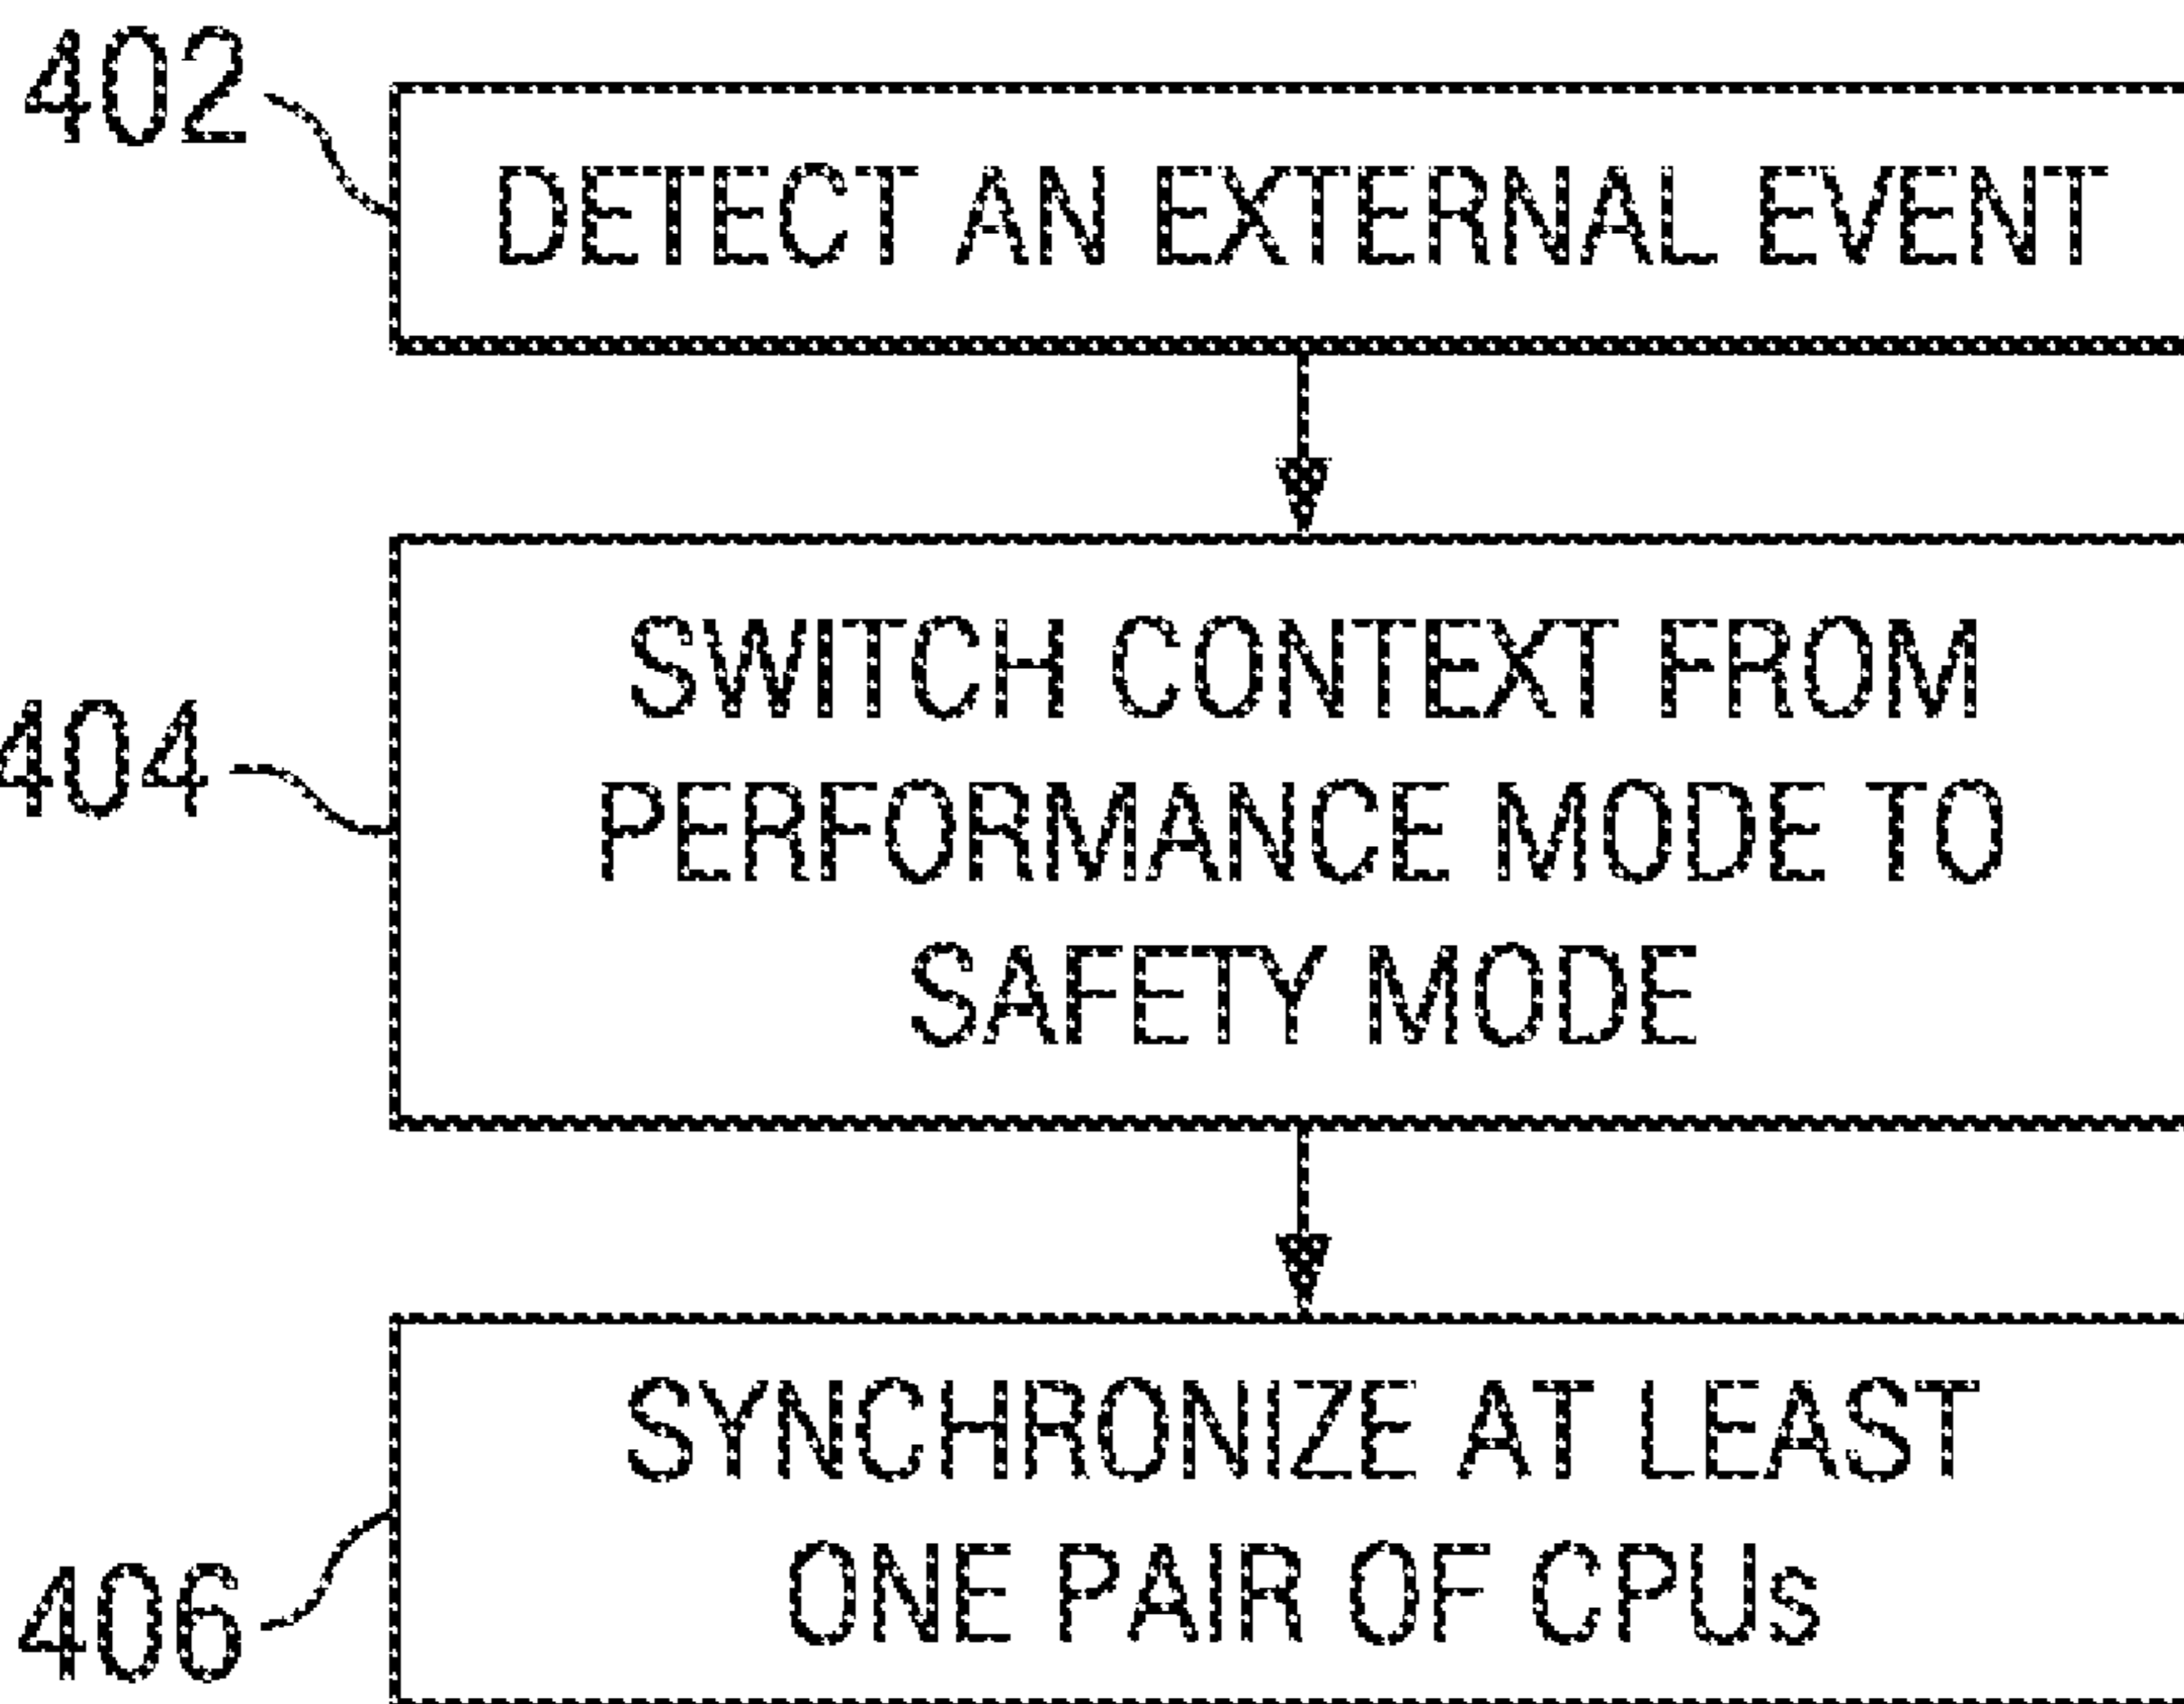 402
DETECT AN EXTERNAL EVENT
SWITCH CONTEXT FROM
404
PERFORMANCE MODE TO
SAFETY MODE
SYNCHRONIZE AT LEAST
ONE PAIR OF CPUs
406